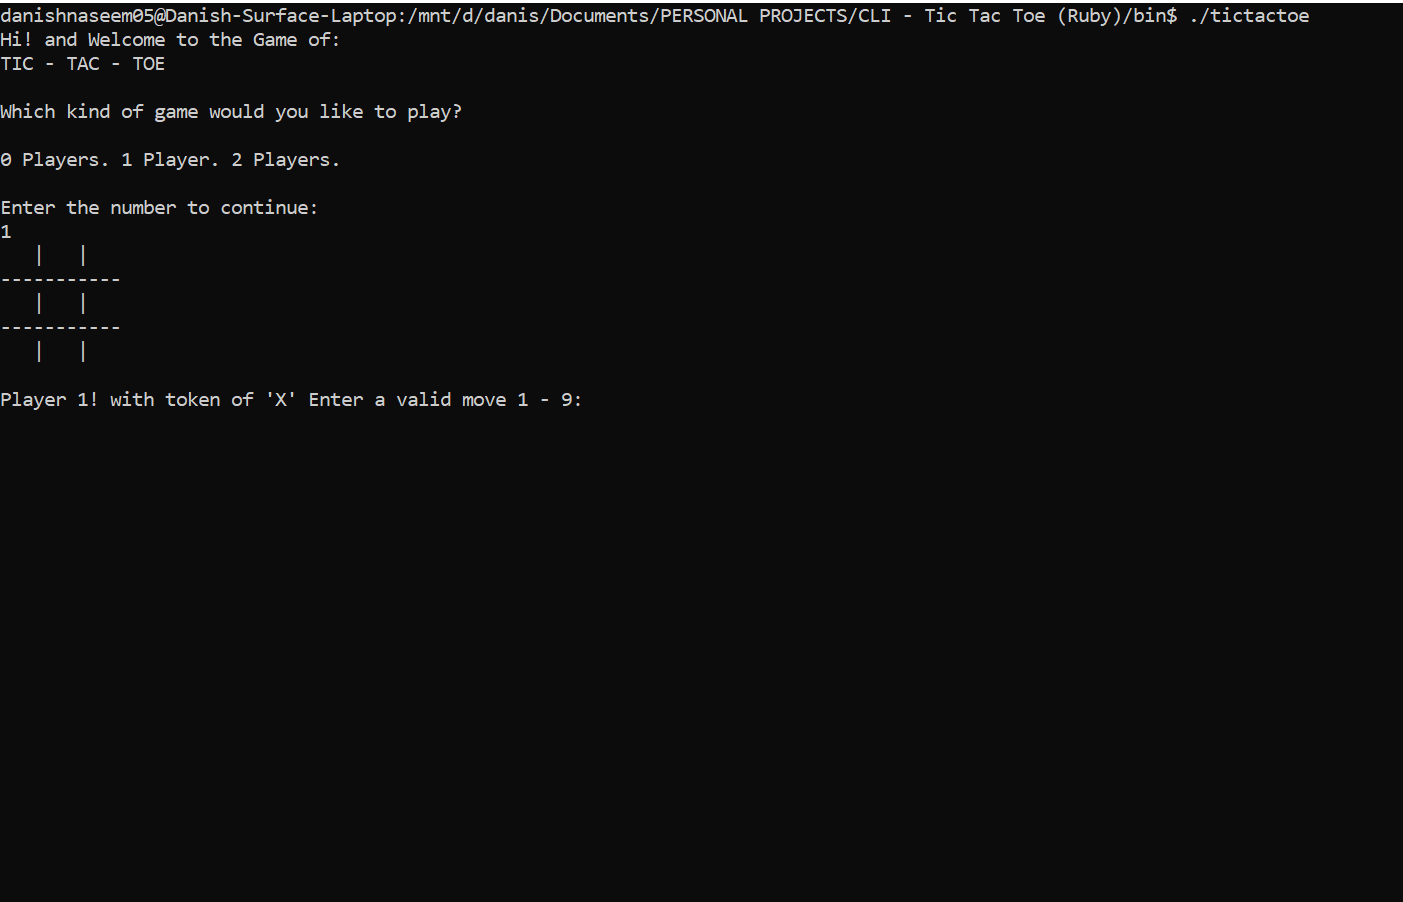 danishnaseem05@Danish-Surface-Laptop:/mnt/d/danis/Documents/PERSONAL PROJECTS/CLI - Tic Tac Toe (Ruby)/bin$ ./tictactoe
Hi! and Welcome to the Game of:
TIC - TAC - TOE
Which kind of game would you like to play?
0 Players. 1 Player. 2 Players.
Enter the number to continue:
1
   |   |
-----------
   |   |
-----------
   |   |
Player 1! with token of 'X' Enter a valid move 1 - 9: